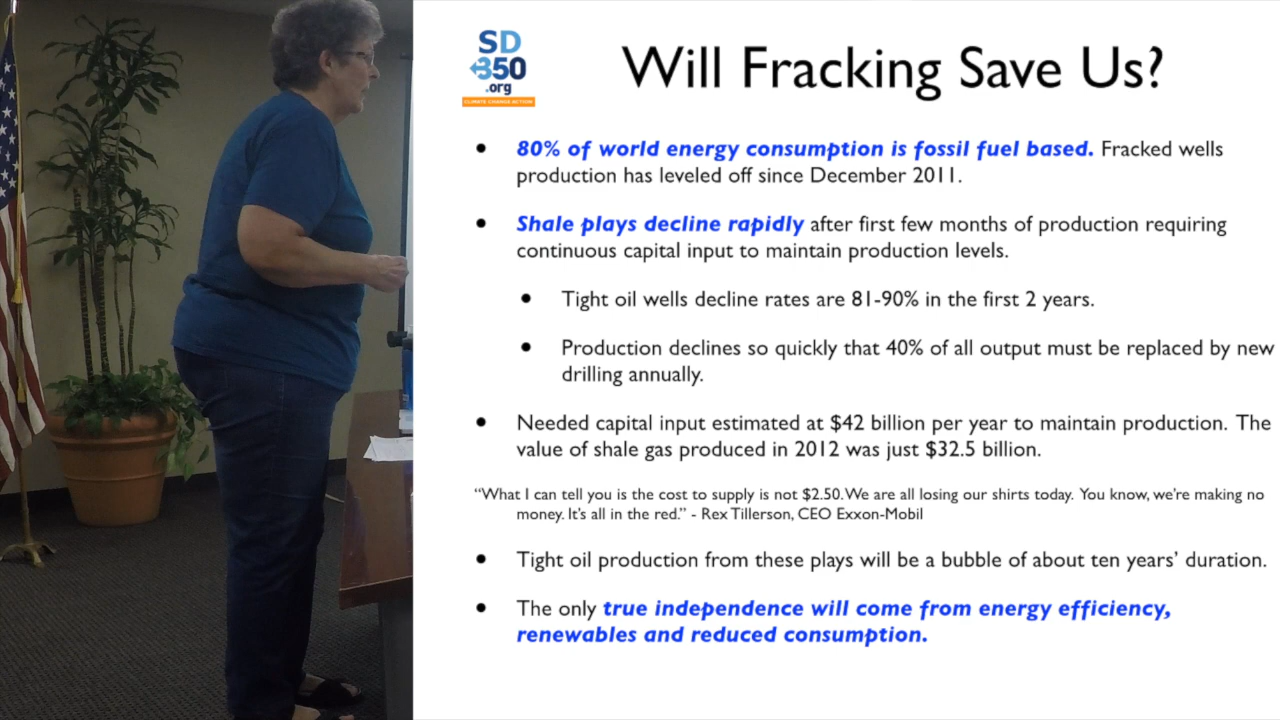 SD
350
.org
CLIMATE CHANGE ACTION
Will Fracking Save Us?
• 80% of world energy consumption is fossil fuel based. Fracked wells
production has leveled off since December 2011.
• Shale plays decline rapidly after first few months of production requiring
continuous capital input to maintain production levels.
• Tight oil wells decline rates are 81-90% in the first 2 years.
• Production declines so quickly that 40% of all output must be replaced by new
drilling annually.
• Needed capital input estimated at $42 billion per year to maintain production. The
value of shale gas produced in 2012 was just $32.5 billion.
“What I can tell you is the cost to supply is not $2.50. We are all losing our shirts today. You know, we’re making no
money. It’s all in the red.” - Rex Tillerson, CEO Exxon-Mobil
• Tight oil production from these plays will be a bubble of about ten years’ duration.
• The only true independence will come from energy efficiency,
renewables and reduced consumption.